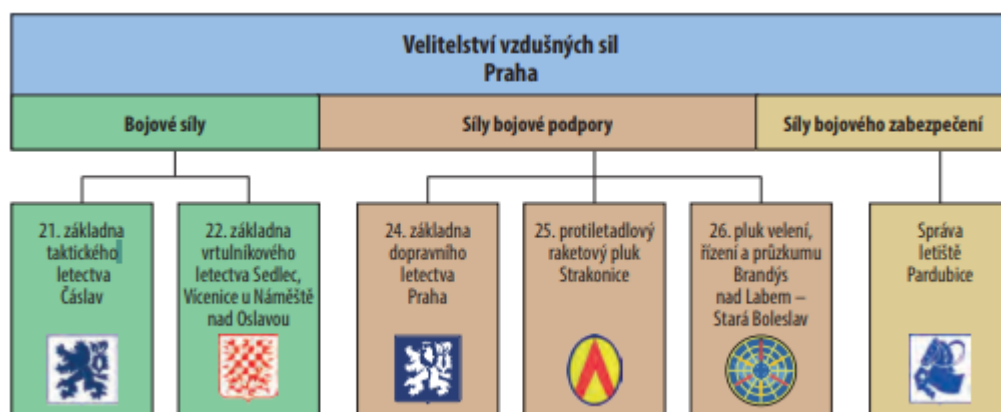 Velitelství vzdušných sil
Praha
Bojové síly
Síly bojové podpory
Síly bojového zabezpečení
21. základna
taktického
letectva
Čáslav
22. základna
vrtulníkového
letectva Sedlec,
Vícenice u Náměště
nad Oslavou
24. základna
dopravního
letectva
Praha
25. protiletadlový
raketový pluk
Strakonice
26. pluk velení,
řízení a průzkumu
Brandýs
nad Labem –
Stará Boleslav
Správa
letiště
Pardubice